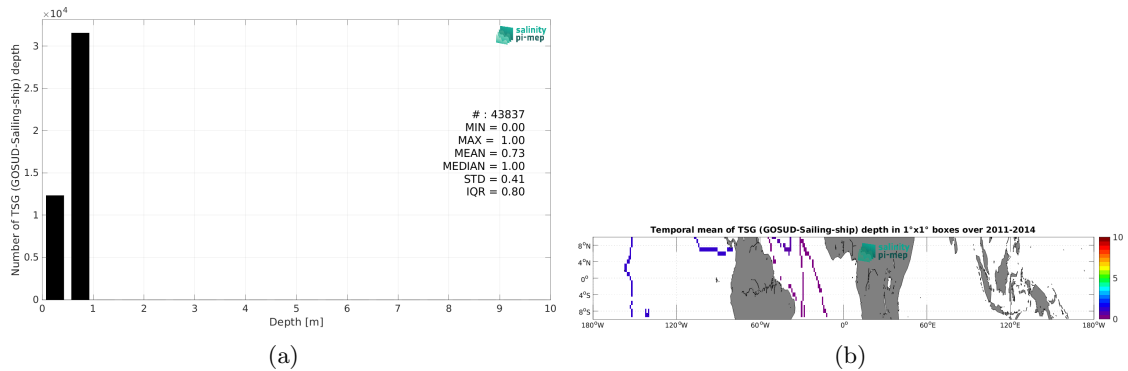 ×10⁴
3
2.5
2
1.5
1
0.5
0
Number of TSG (GOSUD-Sailing-ship) depth
salinity
pi-mep
# : 43837
MIN = 0.00
MAX = 1.00
MEAN = 0.73
MEDIAN = 1.00
STD = 0.41
IQR = 0.80
0 1 2 3 4 5 6 7 8 9 10
Depth [m]
(a)
Temporal mean of TSG (GOSUD-Sailing-ship) depth in 1°x1° boxes over 2011-2014
salinity
pi-mep
8°N
4°N
0°
4°S
8°S
180°W 120°W 60°W 0° 60°E 120°E 180°W
10
5
0
(b)